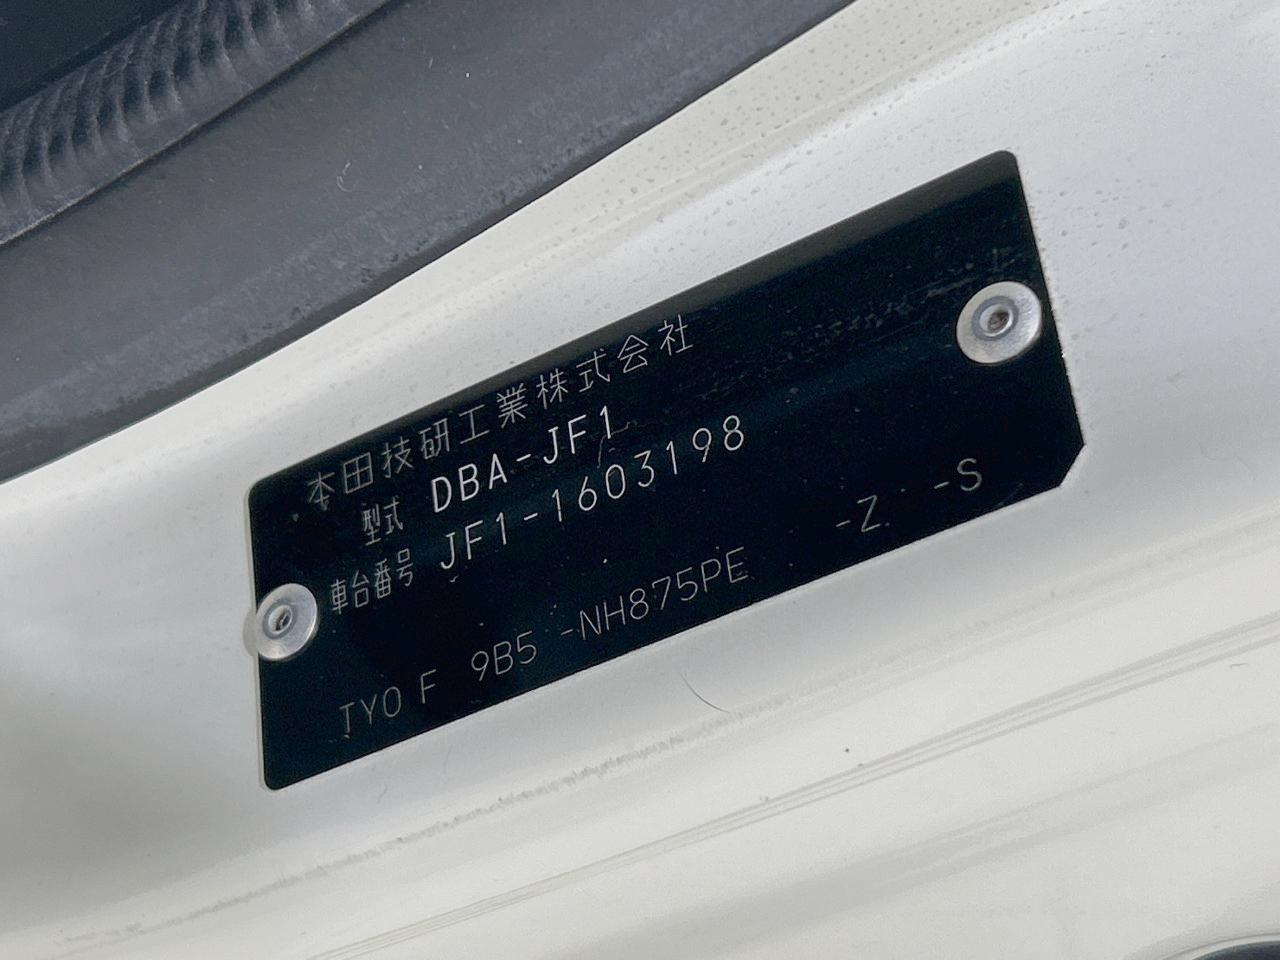 本田技研工業株式会社
型式 DBA-JF1
車台番号 JF1-1603198
TYO F 9B5 -NH875PE -Z -S